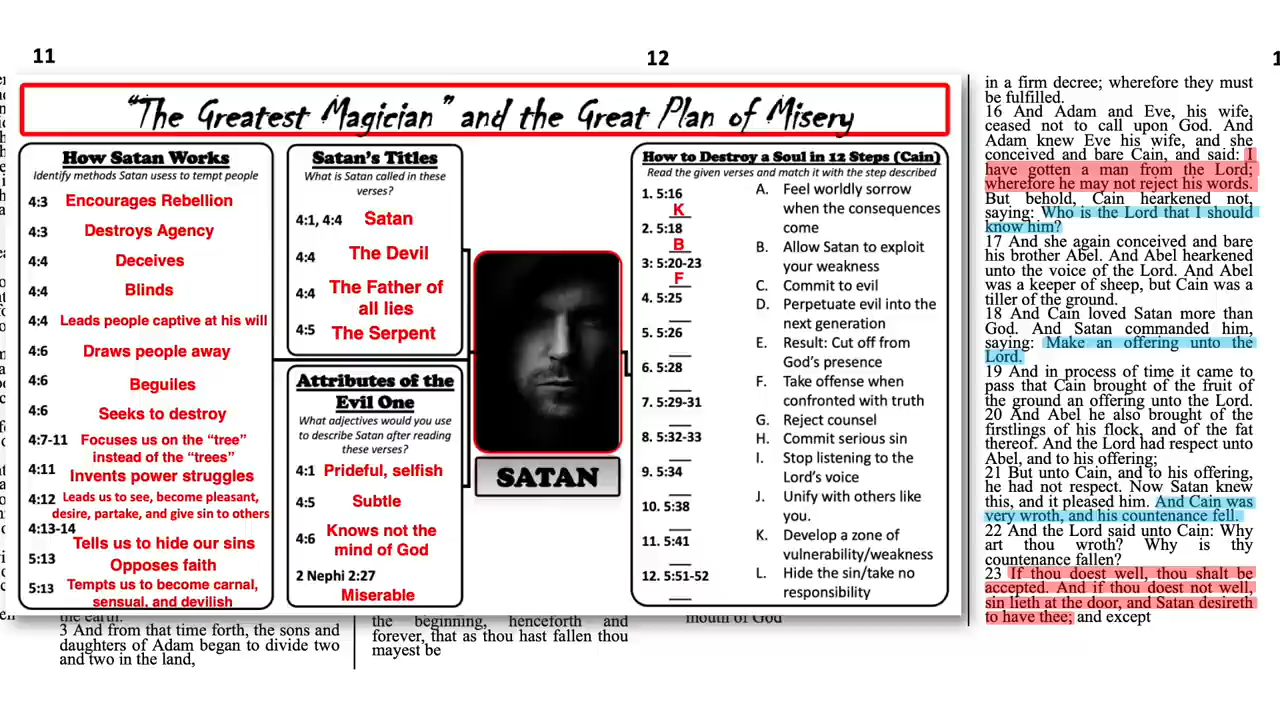 11
12
1
"The Greatest Magician" and the Great Plan of Misery
How Satan Works
Identify methods Satan usess to tempt people
4:3 Encourages Rebellion
4:3 Destroys Agency
4:4 Deceives
4:4 Blinds
4:4 Leads people captive at his will
4:6 Draws people away
4:6 Beguiles
4:6 Seeks to destroy
4:7-11 Focuses us on the "tree"
instead of the "trees"
4:11 Invents power struggles
4:12 Leads us to see, become pleasant,
desire, partake, and give sin to others
4:13-14
Tells us to hide our sins
5:13 Opposes faith
5:13 Tempts us to become carnal,
sensual, and devilish
Satan's Titles
What is Satan called in these
verses?
4:1, 4:4 Satan
4:4 The Devil
4:4 The Father of
all lies
4:5 The Serpent
Attributes of the
Evil One
What adjectives would you use
to describe Satan after reading
these verses?
4:1 Prideful, selfish
4:5 Subtle
4:6 Knows not the
mind of God
2 Nephi 2:27
Miserable
SATAN
How to Destroy a Soul in 12 Steps (Cain)
Read the given verses and match it with the step described
1. 5:16
K
2. 5:18
B
3: 5:20-23
F
4. 5:25
5. 5:26
6. 5:28
7. 5:29-31
8. 5:32-33
9. 5:34
10. 5:38
11. 5:41
12. 5:51-52
A. Feel worldly sorrow
when the consequences
come
B. Allow Satan to exploit
your weakness
C. Commit to evil
D. Perpetuate evil into the
next generation
E. Result: Cut off from
God's presence
F. Take offense when
confronted with truth
G. Reject counsel
H. Commit serious sin
I. Stop listening to the
Lord's voice
J. Unify with others like
you.
K. Develop a zone of
vulnerability/weakness
L. Hide the sin/take no
responsibility
the earth.
3 And from that time forth, the sons and
daughters of Adam began to divide two
and two in the land,
the beginning, henceforth and
forever, that as thou hast fallen thou
mayest be
mouth of God
in a firm decree; wherefore they must
be fulfilled.
16 And Adam and Eve, his wife,
ceased not to call upon God. And
Adam knew Eve his wife, and she
conceived and bare Cain, and said: I
have gotten a man from the Lord;
wherefore he may not reject his words.
But behold, Cain hearkened not,
saying: Who is the Lord that I should
know him?
17 And she again conceived and bare
his brother Abel. And Abel hearkened
unto the voice of the Lord. And Abel
was a keeper of sheep, but Cain was a
tiller of the ground.
18 And Cain loved Satan more than
God. And Satan commanded him,
saying: Make an offering unto the
Lord.
19 And in process of time it came to
pass that Cain brought of the fruit of
the ground an offering unto the Lord.
20 And Abel he also brought of the
firstlings of his flock, and of the fat
thereof. And the Lord had respect unto
Abel, and to his offering;
21 But unto Cain, and to his offering,
he had not respect. Now Satan knew
this, and it pleased him. And Cain was
very wroth, and his countenance fell.
22 And the Lord said unto Cain: Why
art thou wroth? Why is thy
countenance fallen?
23 If thou doest well, thou shalt be
accepted. And if thou doest not well,
sin lieth at the door, and Satan desireth
to have thee; and except